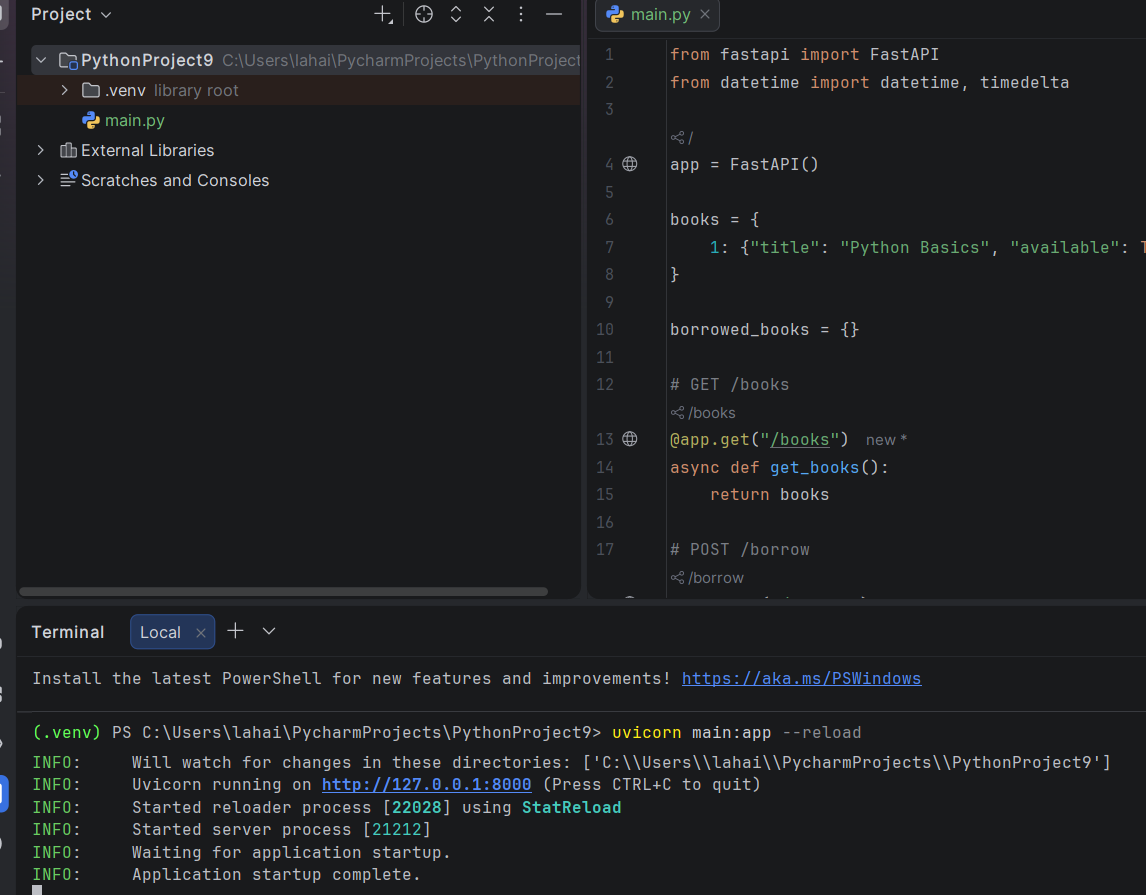 Project
PythonProject9 C:\Users\lahai\PycharmProjects\PythonProject
.venv library root
main.py
External Libraries
Scratches and Consoles
main.py
1 from fastapi import FastAPI
2 from datetime import datetime, timedelta
3
/
4 app = FastAPI()
5
6 books = {
7 1: {"title": "Python Basics", "available": T
8 }
9
10 borrowed_books = {}
11
12 # GET /books
/books
13 @app.get("/books") new *
14 async def get_books():
15 return books
16
17 # POST /borrow
/borrow
Terminal Local
Install the latest PowerShell for new features and improvements! https://aka.ms/PSWindows
(.venv) PS C:\Users\lahai\PycharmProjects\PythonProject9> uvicorn main:app --reload
INFO: Will watch for changes in these directories: ['C:\\Users\\lahai\\PycharmProjects\\PythonProject9']
INFO: Uvicorn running on http://127.0.0.1:8000 (Press CTRL+C to quit)
INFO: Started reloader process [22028] using StatReload
INFO: Started server process [21212]
INFO: Waiting for application startup.
INFO: Application startup complete.